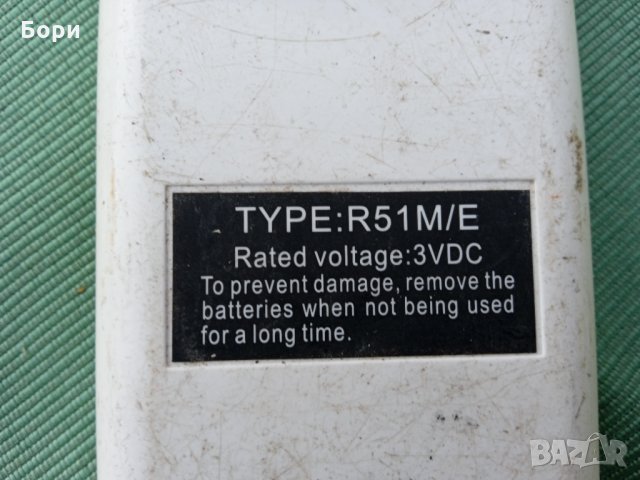 Бори
TYPE:R51M/E
Rated voltage:3VDC
To prevent damage, remove the
batteries when not being used
for a long time.
BAZAR